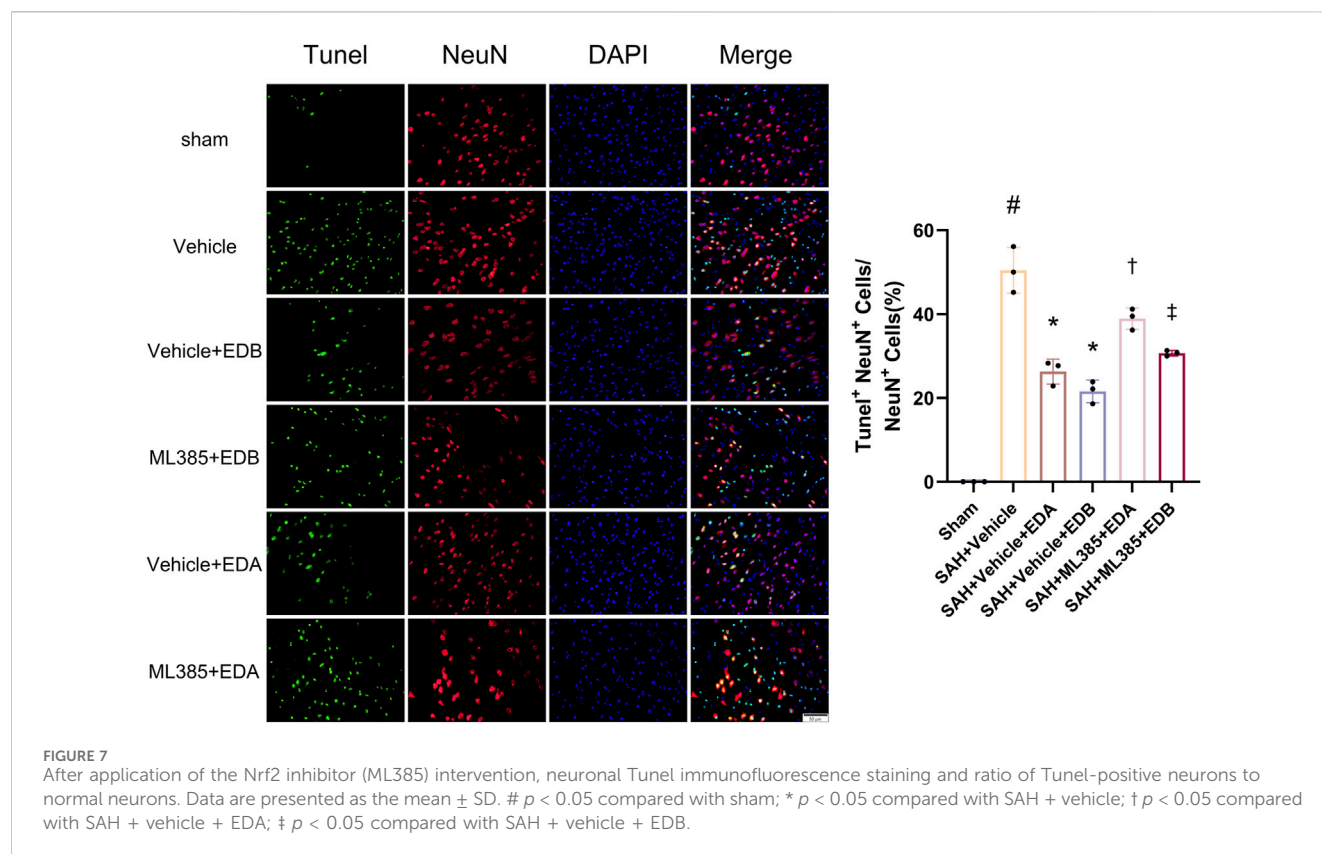 Tunel NeuN DAPI Merge
sham
Vehicle
Vehicle+EDB
ML385+EDB
Vehicle+EDA
ML385+EDA
50 μm
Tunel⁺ NeuN⁺ Cells/
NeuN⁺ Cells(%)
60
40
20
0
#
*
*
†
‡
Sham
SAH+Vehicle
SAH+Vehicle+EDA
SAH+Vehicle+EDB
SAH+ML385+EDA
SAH+ML385+EDB
FIGURE 7
After application of the Nrf2 inhibitor (ML385) intervention, neuronal Tunel immunofluorescence staining and ratio of Tunel-positive neurons to
normal neurons. Data are presented as the mean ± SD. # p < 0.05 compared with sham; * p < 0.05 compared with SAH + vehicle; † p < 0.05 compared
with SAH + vehicle + EDA; ‡ p < 0.05 compared with SAH + vehicle + EDB.